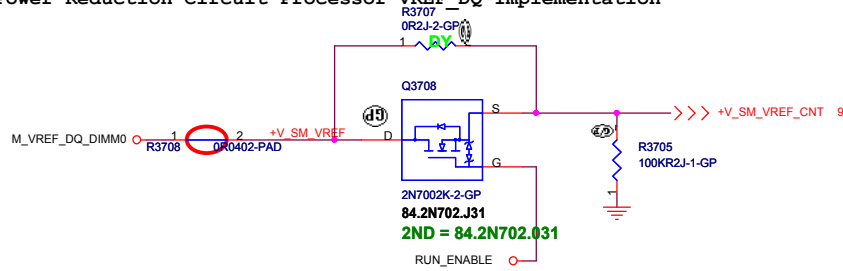 Power Reduction Circuit Processor VREF_DQ Implementation
R3707
0R2J-2-GP
1
DY
Q3708
GP
S
+V_SM_VREF_CNT 9
M_VREF_DQ_DIMM0
1
2
+V_SM_VREF
D
R3708
0R0402-PAD
R3705
100KR2J-1-GP
G
1
2N7002K-2-GP
84.2N702.J31
2ND = 84.2N702.031
RUN_ENABLE